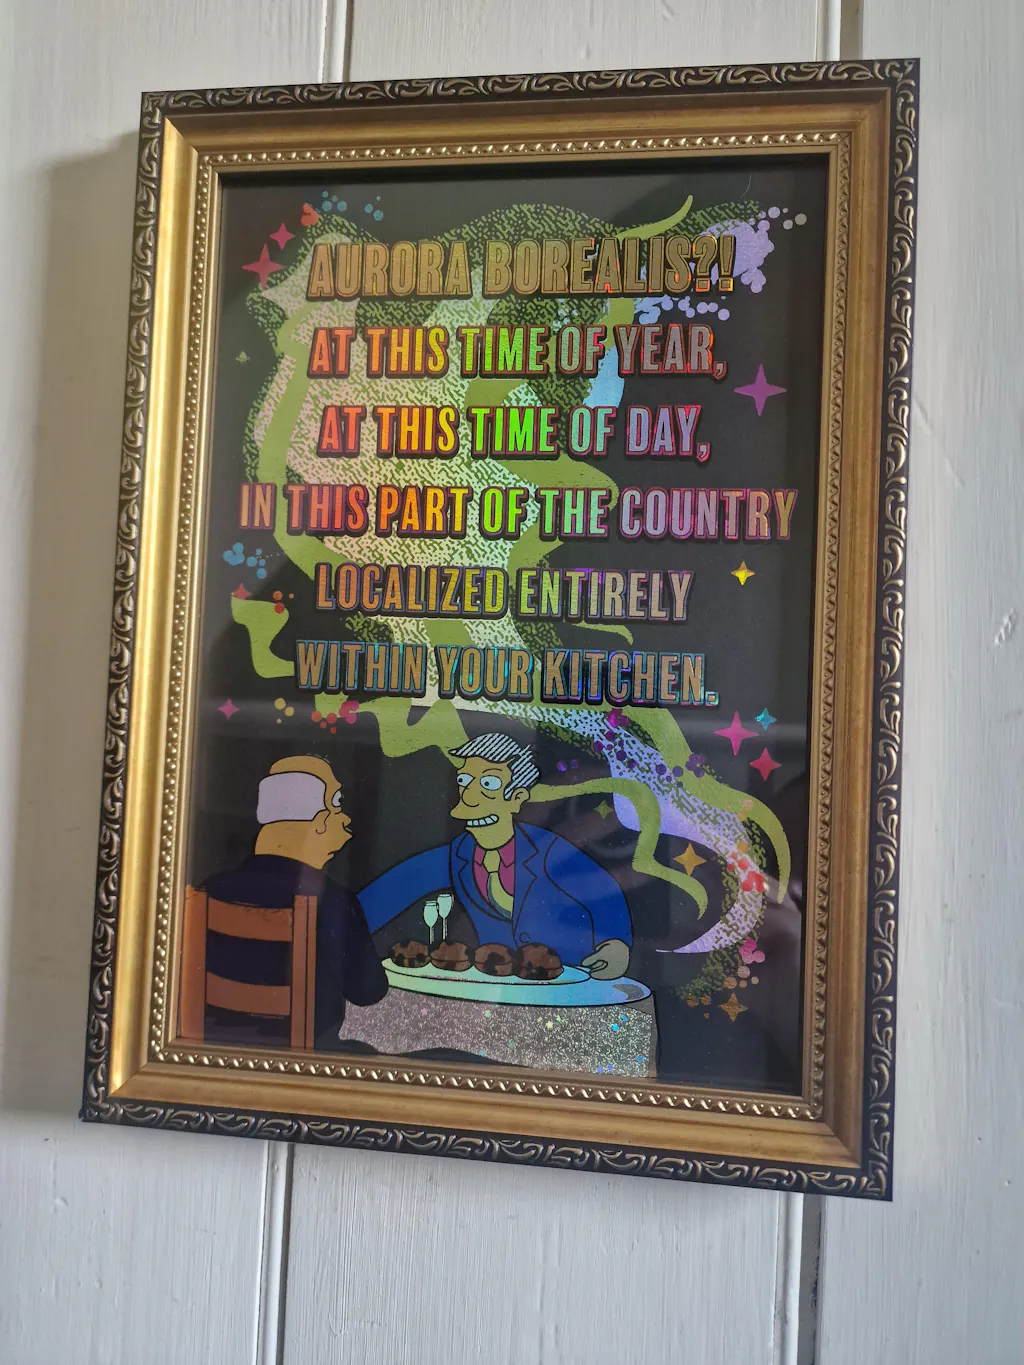 AURORA BOREALIS?!
AT THIS TIME OF YEAR,
AT THIS TIME OF DAY,
IN THIS PART OF THE COUNTRY
LOCALIZED ENTIRELY
WITHIN YOUR KITCHEN.